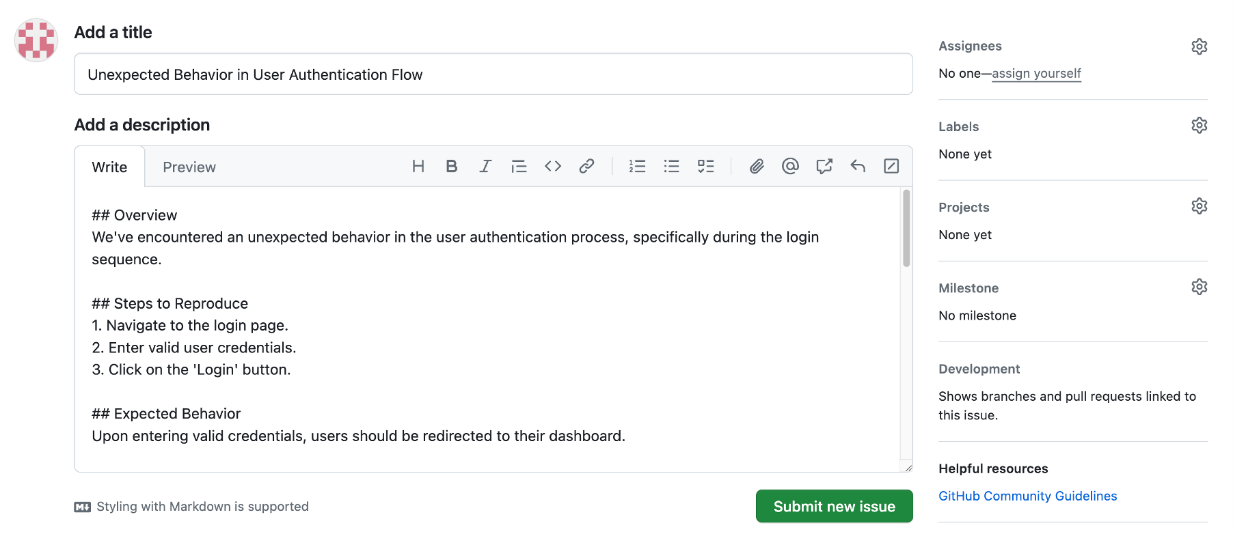 Add a title
Unexpected Behavior in User Authentication Flow
Add a description
Write
Preview
H B I
## Overview
We've encountered an unexpected behavior in the user authentication process, specifically during the login
sequence.
## Steps to Reproduce
1. Navigate to the login page.
2. Enter valid user credentials.
3. Click on the 'Login' button.
## Expected Behavior
Upon entering valid credentials, users should be redirected to their dashboard.
Styling with Markdown is supported
Submit new issue
Assignees
No one—assign yourself
Labels
None yet
Projects
None yet
Milestone
No milestone
Development
Shows branches and pull requests linked to
this issue.
Helpful resources
GitHub Community Guidelines